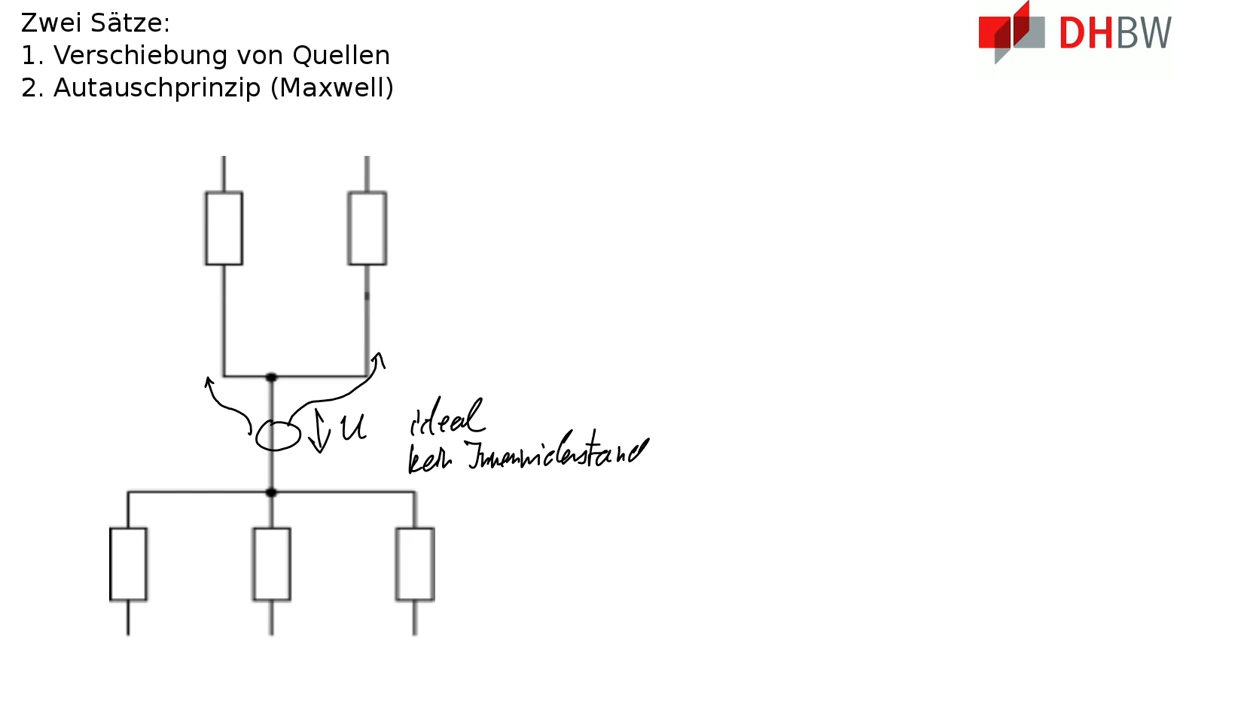 Zwei Sätze:
1. Verschiebung von Quellen
2. Autauschprinzip (Maxwell)
DHBW
U
ideal
kein Innenwiderstand